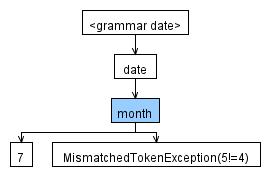 <grammar date>
date
month
7
MismatchedTokenException(5!=4)